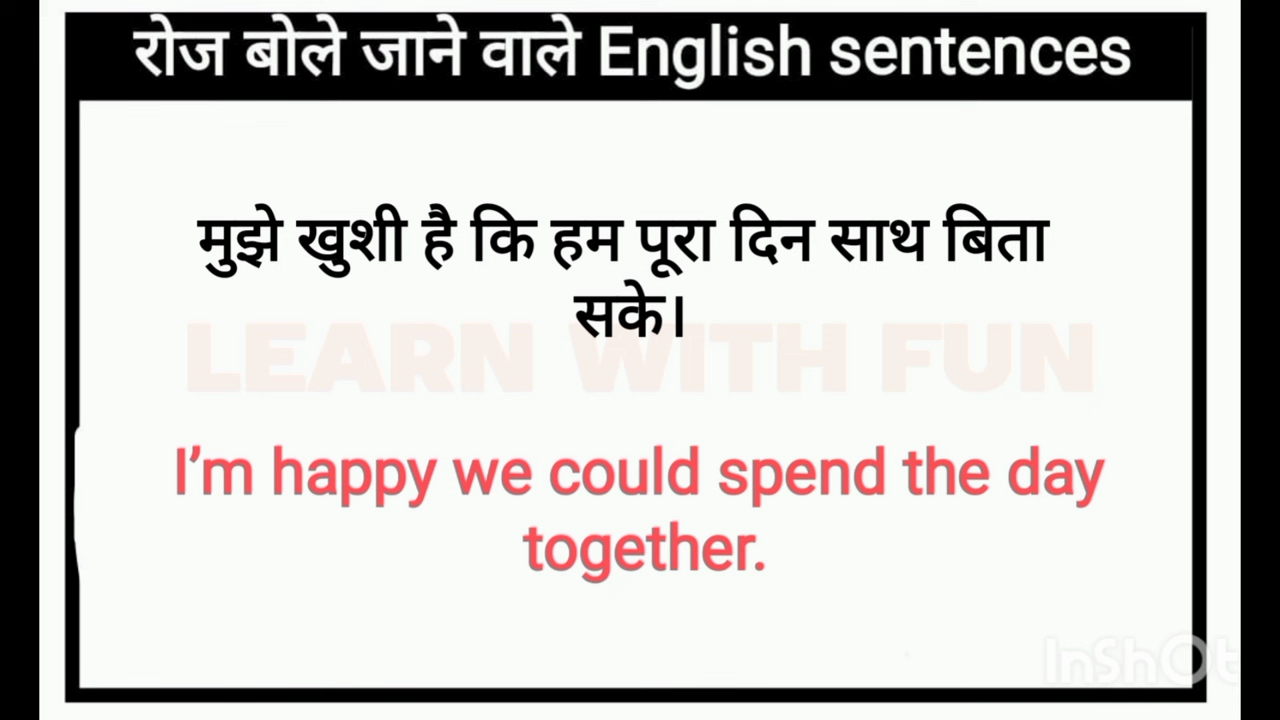 रोज बोले जाने वाले English sentences
मुझे खुशी है कि हम पूरा दिन साथ बिता
सके।
LEARN WITH FUN
I’m happy we could spend the day
together.
InShOt